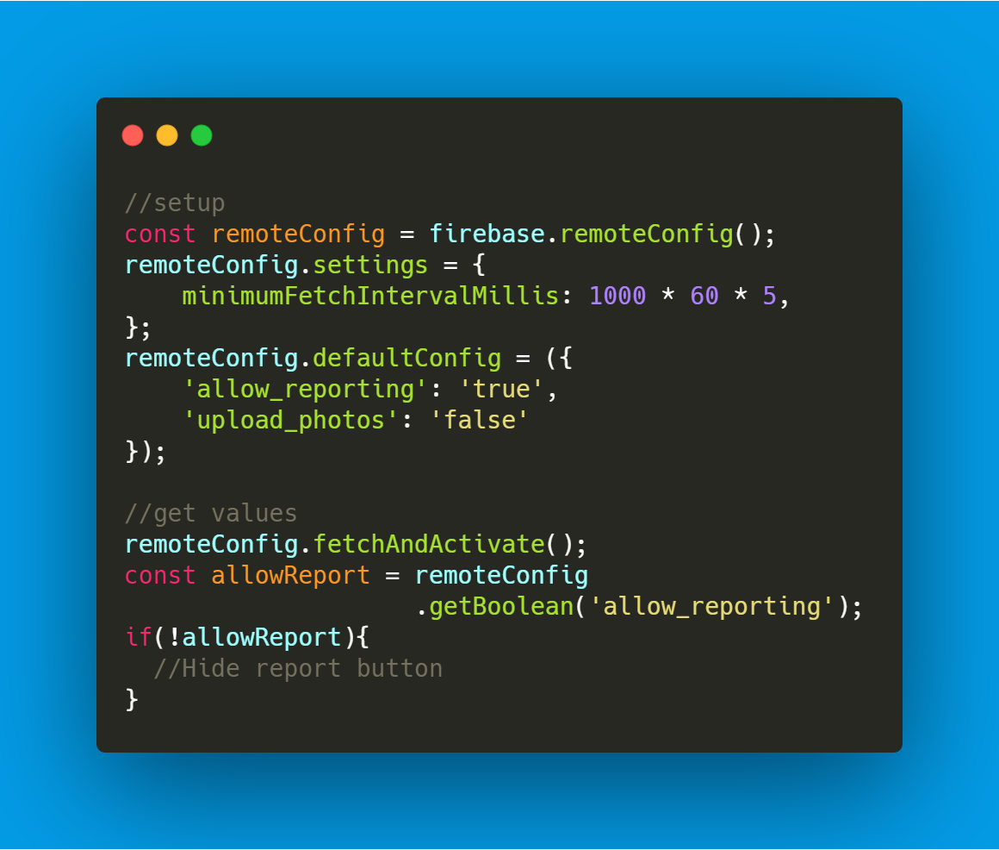 //setup
const remoteConfig = firebase.remoteConfig();
remoteConfig.settings = {
    minimumFetchIntervalMillis: 1000 * 60 * 5,
};
remoteConfig.defaultConfig = ({
    'allow_reporting': 'true',
    'upload_photos': 'false'
});

//get values
remoteConfig.fetchAndActivate();
const allowReport = remoteConfig
                    .getBoolean('allow_reporting');
if(!allowReport){
  //Hide report button
}